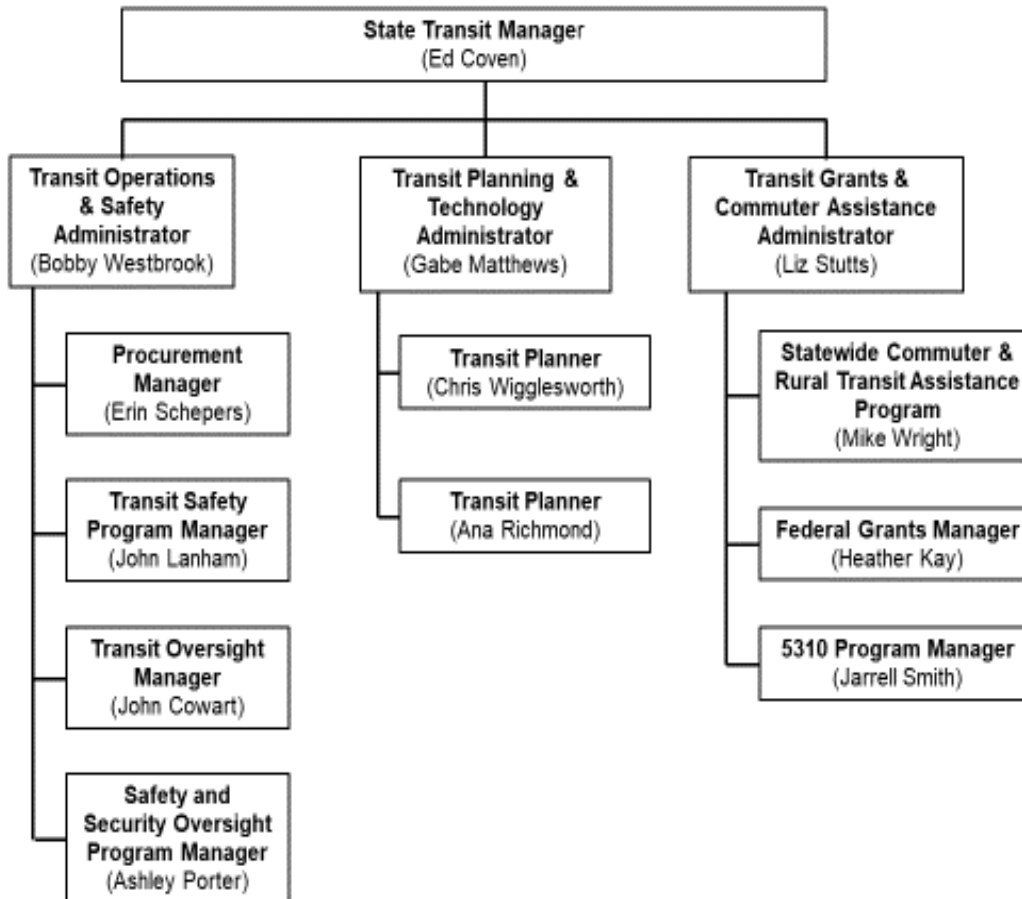 State Transit Manager
(Ed Coven)
Transit Operations
& Safety
Administrator
(Bobby Westbrook)
Procurement
Manager
(Erin Schepers)
Transit Safety
Program Manager
(John Lanham)
Transit Oversight
Manager
(John Cowart)
Safety and
Security Oversight
Program Manager
(Ashley Porter)
Transit Planning &
Technology
Administrator
(Gabe Matthews)
Transit Planner
(Chris Wigglesworth)
Transit Planner
(Ana Richmond)
Transit Grants &
Commuter Assistance
Administrator
(Liz Stutts)
Statewide Commuter &
Rural Transit Assistance
Program
(Mike Wright)
Federal Grants Manager
(Heather Kay)
5310 Program Manager
(Jarrell Smith)